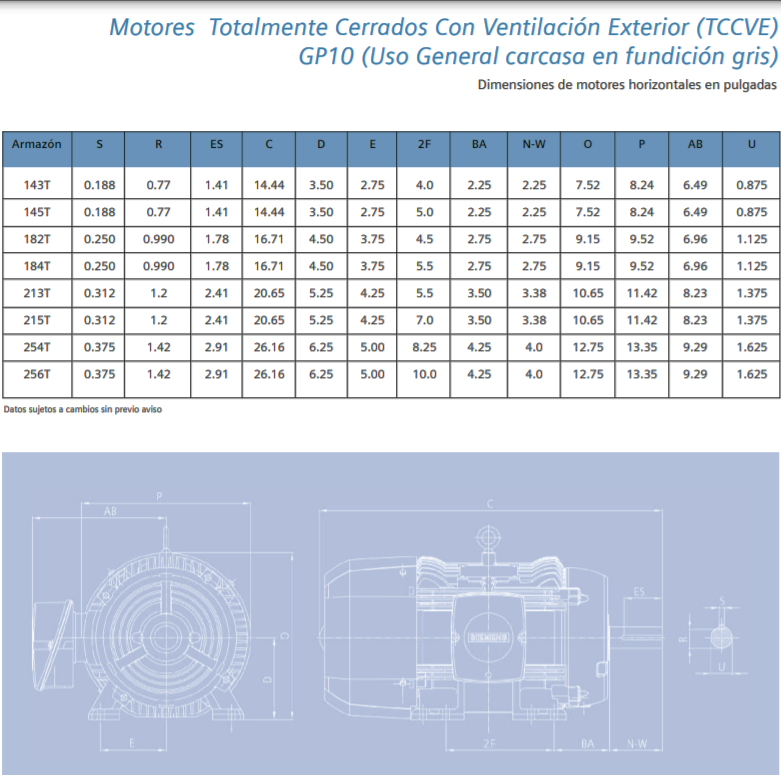 Motores Totalmente Cerrados Con Ventilación Exterior (TCCVE)
GP10 (Uso General carcasa en fundición gris)
Dimensiones de motores horizontales en pulgadas
Armazón S R ES C D E 2F BA N-W O P AB U
143T 0.188 0.77 1.41 14.44 3.50 2.75 4.0 2.25 2.25 7.52 8.24 6.49 0.875
145T 0.188 0.77 1.41 14.44 3.50 2.75 5.0 2.25 2.25 7.52 8.24 6.49 0.875
182T 0.250 0.990 1.78 16.71 4.50 3.75 4.5 2.75 2.75 9.15 9.52 6.96 1.125
184T 0.250 0.990 1.78 16.71 4.50 3.75 5.5 2.75 2.75 9.15 9.52 6.96 1.125
213T 0.312 1.2 2.41 20.65 5.25 4.25 5.5 3.50 3.38 10.65 11.42 8.23 1.375
215T 0.312 1.2 2.41 20.65 5.25 4.25 7.0 3.50 3.38 10.65 11.42 8.23 1.375
254T 0.375 1.42 2.91 26.16 6.25 5.00 8.25 4.25 4.0 12.75 13.35 9.29 1.625
256T 0.375 1.42 2.91 26.16 6.25 5.00 10.0 4.25 4.0 12.75 13.35 9.29 1.625
Datos sujetos a cambios sin previo aviso
P
AB
O
D
E
C
SIEMENS
ES
2F
BA
N-W
S
R
U